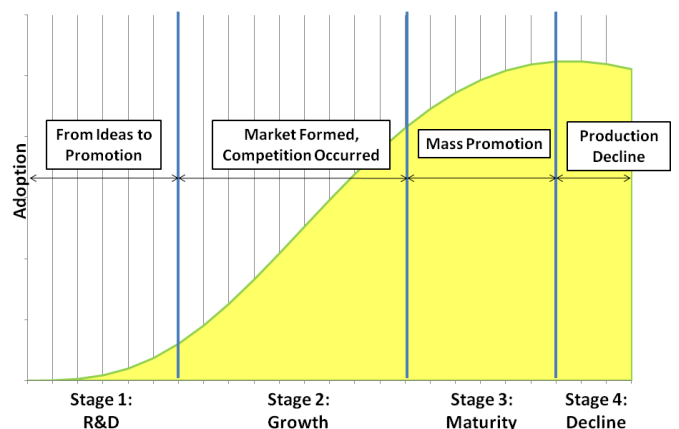 From Ideas to
Promotion
Market Formed,
Competition Occurred
Mass Promotion
Production
Decline
Adoption
Stage 1:
R&D
Stage 2:
Growth
Stage 3:
Maturity
Stage 4:
Decline